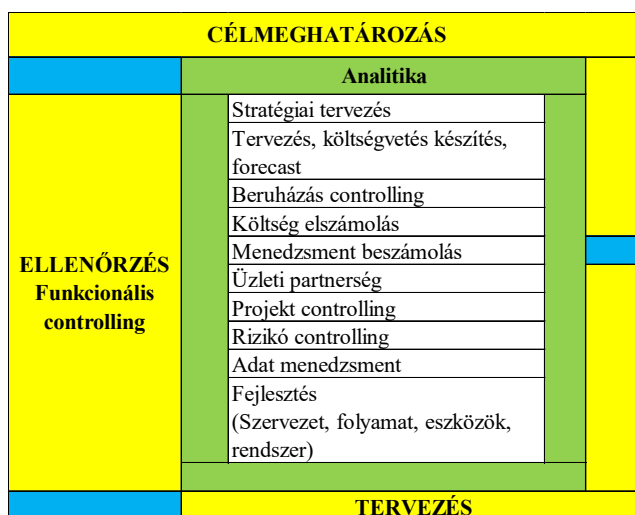 CÉLMEGHATÁROZÁS
Analitika
Stratégiai tervezés
Tervezés, költségvetés készítés,
forecast
Beruházás controlling
Költség elszámolás
Menedzsment beszámolás
Üzleti partnerség
Projekt controlling
Rizikó controlling
Adat menedzsment
Fejlesztés
(Szervezet, folyamat, eszközök,
rendszer)
ELLENŐRZÉS
Funkcionális
controlling
TERVEZÉS